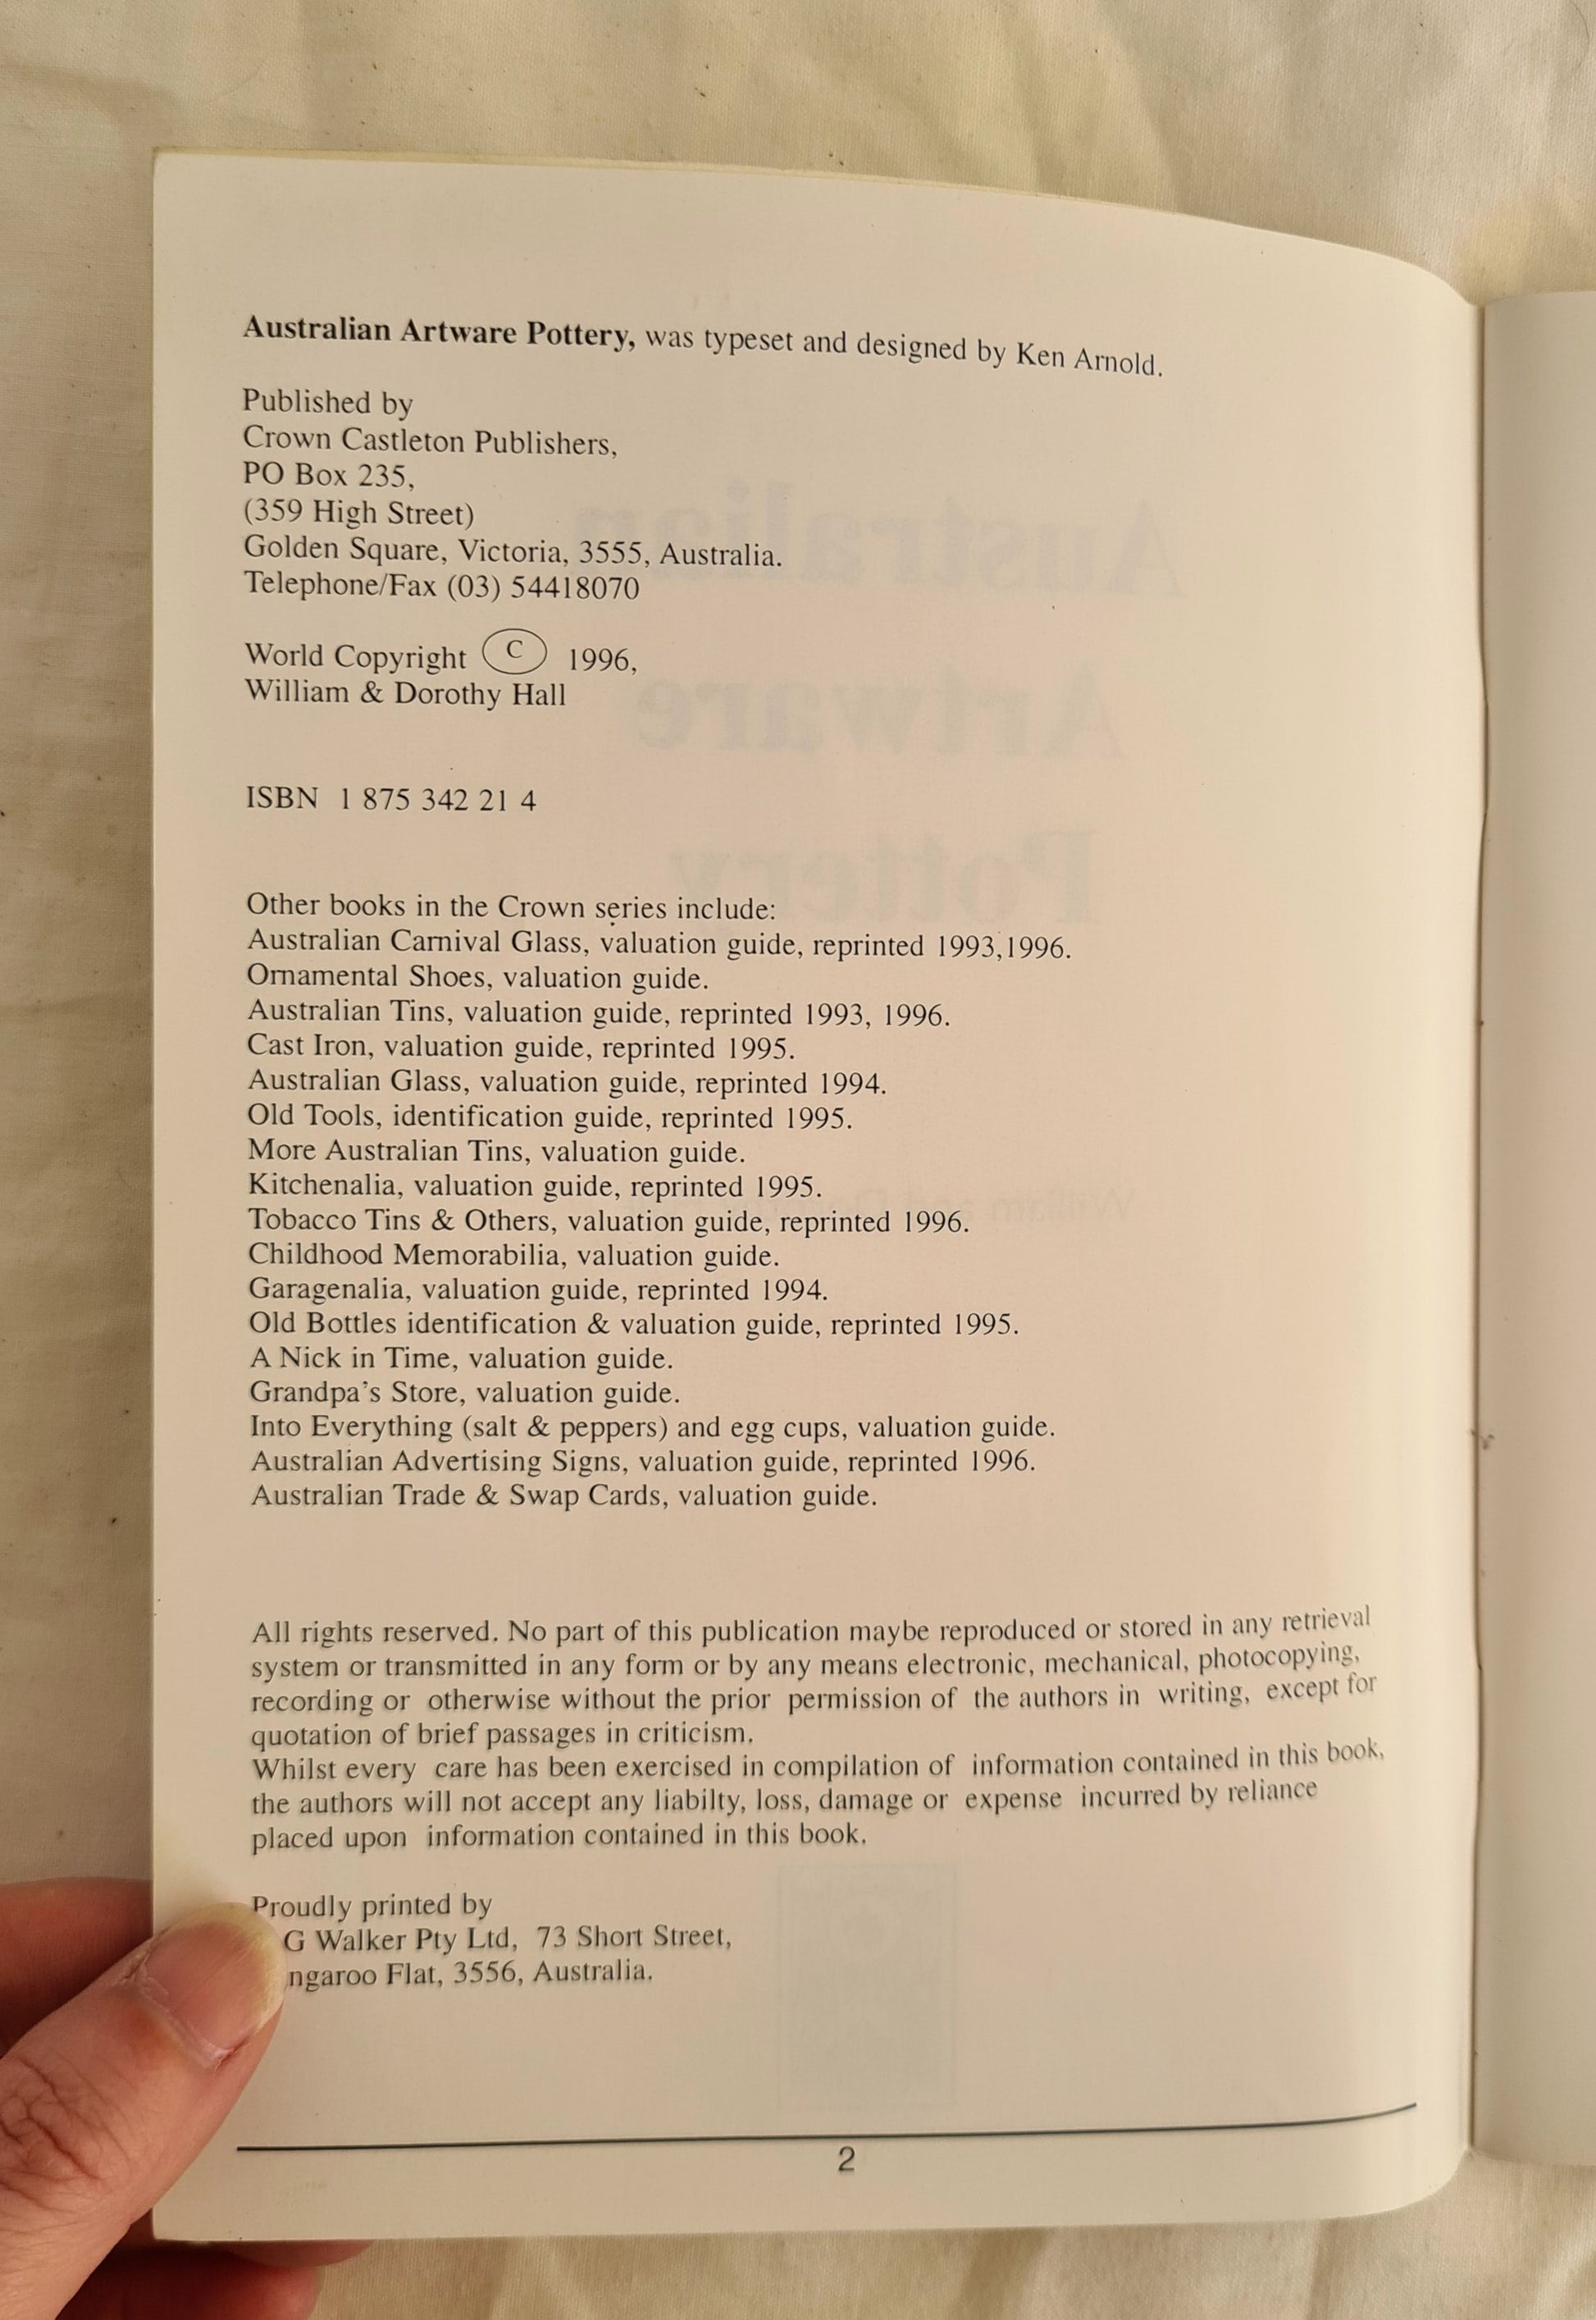 Australian Artware Pottery, was typeset and designed by Ken Arnold.
Published by
Crown Castleton Publishers,
PO Box 235,
(359 High Street)
Golden Square, Victoria, 3555, Australia.
Telephone/Fax (03) 54418070
World Copyright © 1996,
William & Dorothy Hall
ISBN 1 875 342 21 4
Other books in the Crown series include:
Australian Carnival Glass, valuation guide, reprinted 1993,1996.
Ornamental Shoes, valuation guide.
Australian Tins, valuation guide, reprinted 1993, 1996.
Cast Iron, valuation guide, reprinted 1995.
Australian Glass, valuation guide, reprinted 1994.
Old Tools, identification guide, reprinted 1995.
More Australian Tins, valuation guide.
Kitchenalia, valuation guide, reprinted 1995.
Tobacco Tins & Others, valuation guide, reprinted 1996.
Childhood Memorabilia, valuation guide.
Garagenalia, valuation guide, reprinted 1994.
Old Bottles identification & valuation guide, reprinted 1995.
A Nick in Time, valuation guide.
Grandpa's Store, valuation guide.
Into Everything (salt & peppers) and egg cups, valuation guide.
Australian Advertising Signs, valuation guide, reprinted 1996.
Australian Trade & Swap Cards, valuation guide.
All rights reserved. No part of this publication maybe reproduced or stored in any retrieval
system or transmitted in any form or by any means electronic, mechanical, photocopying,
recording or otherwise without the prior permission of the authors in writing, except for
quotation of brief passages in criticism.
Whilst every care has been exercised in compilation of information contained in this book,
the authors will not accept any liabilty, loss, damage or expense incurred by reliance
placed upon information contained in this book.
Proudly printed by
G Walker Pty Ltd, 73 Short Street,
Flat, 3556, Australia.
2